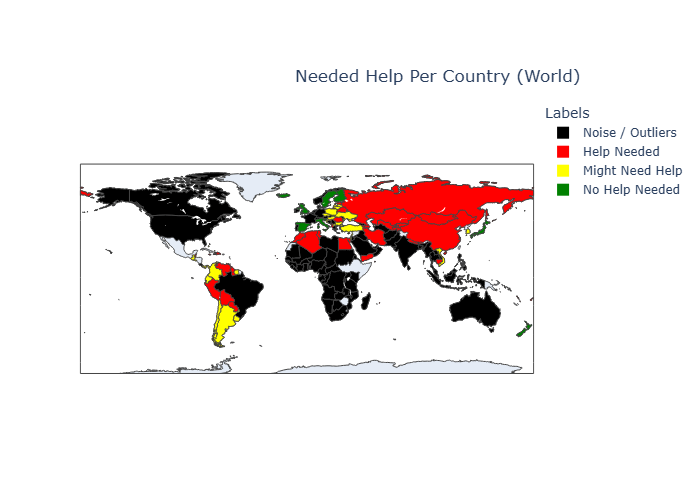 Needed Help Per Country (World)
Labels
Noise / Outliers
Help Needed
Might Need Help
No Help Needed